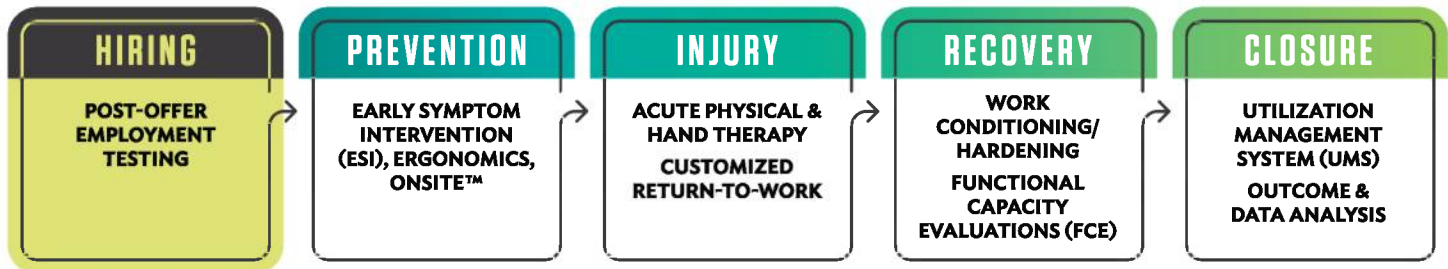 HIRING
POST-OFFER
EMPLOYMENT
TESTING
PREVENTION
EARLY SYMPTOM
INTERVENTION
(ESI), ERGONOMICS,
ONSITE™
INJURY
ACUTE PHYSICAL &
HAND THERAPY
CUSTOMIZED
RETURN-TO-WORK
RECOVERY
WORK
CONDITIONING/
HARDENING
FUNCTIONAL
CAPACITY
EVALUATIONS (FCE)
CLOSURE
UTILIZATION
MANAGEMENT
SYSTEM (UMS)
OUTCOME &
DATA ANALYSIS